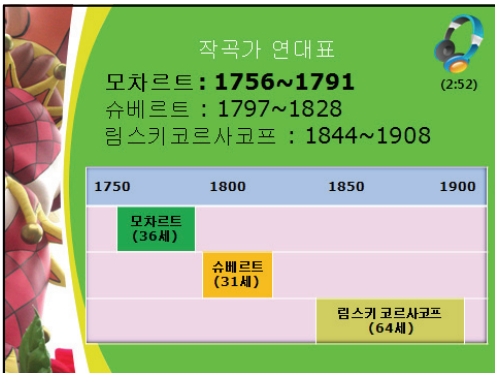 작곡가 연대표
모차르트 : 1756~1791
(2:52)
슈베르트 : 1797~1828
림스키코르사코프 : 1844~1908
1750 1800 1850 1900
모차르트
(36세)
슈베르트
(31세)
림스키 코르사코프
(64세)